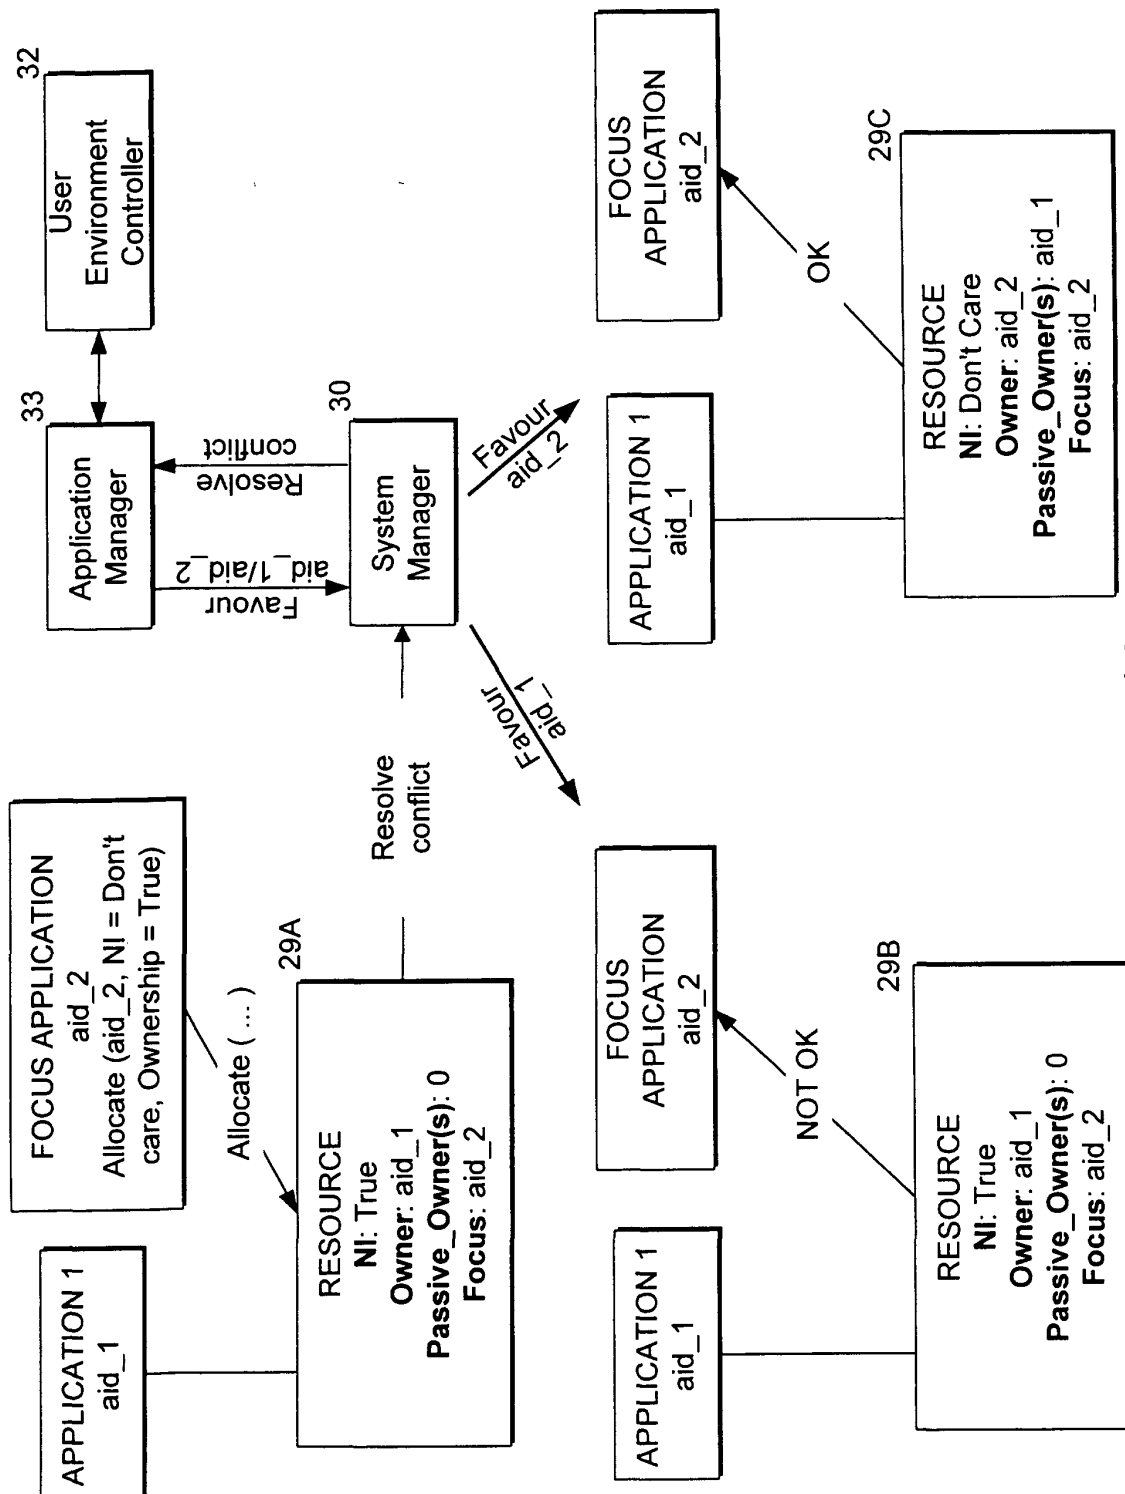 APPLICATION 1
aid_1
FOCUS APPLICATION
aid_2
Allocate (aid_2, NI = Don't
care, Ownership = True)
Allocate ( ... )
29A
RESOURCE
NI: True
Owner: aid_1
Passive_Owner(s): 0
Focus: aid_2
Resolve
conflict
33
Application
Manager
32
User
Environment
Controller
Favour
aid_1/aid_2
Resolve
conflict
30
System
Manager
Favour
aid_1
Favour
aid_2
APPLICATION 1
aid_1
FOCUS
APPLICATION
aid_2
NOT OK
29B
RESOURCE
NI: True
Owner: aid_1
Passive_Owner(s): 0
Focus: aid_2
APPLICATION 1
aid_1
FOCUS
APPLICATION
aid_2
OK
29C
RESOURCE
NI: Don't Care
Owner: aid_2
Passive_Owner(s): aid_1
Focus: aid_2